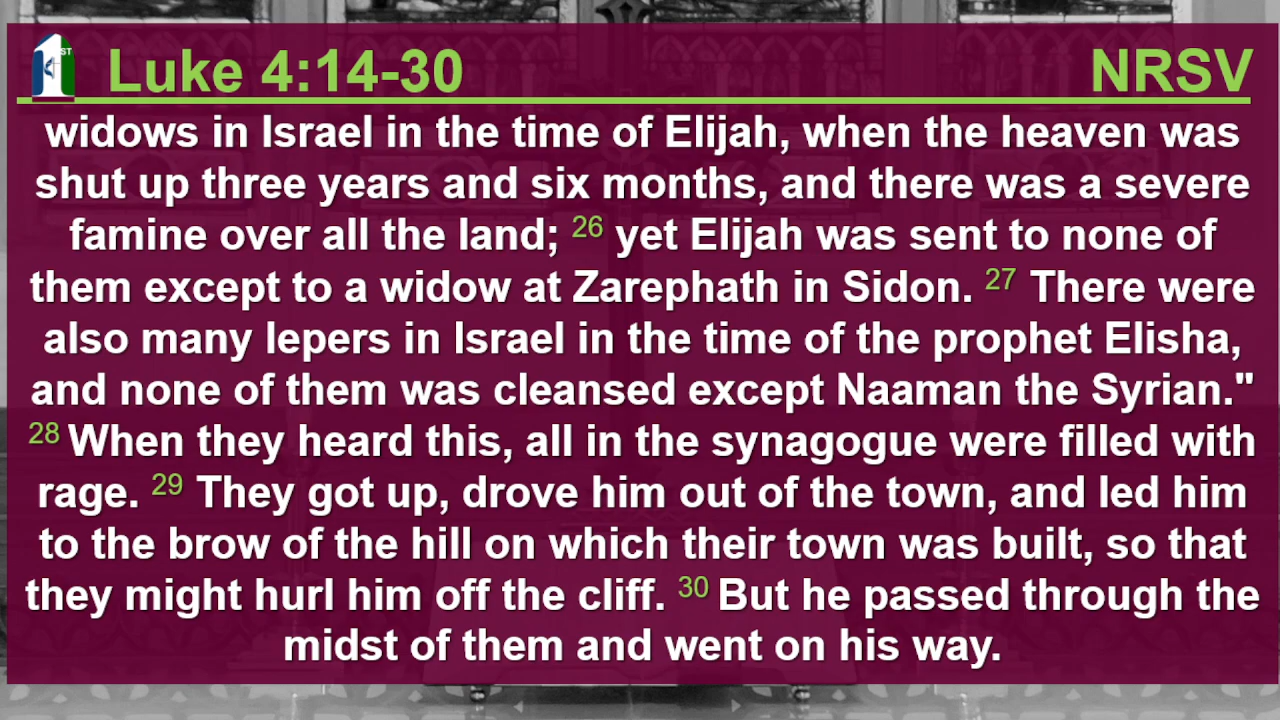 ST
Luke 4:14-30 NRSV
widows in Israel in the time of Elijah, when the heaven was
shut up three years and six months, and there was a severe
famine over all the land; 26 yet Elijah was sent to none of
them except to a widow at Zarephath in Sidon. 27 There were
also many lepers in Israel in the time of the prophet Elisha,
and none of them was cleansed except Naaman the Syrian."
28 When they heard this, all in the synagogue were filled with
rage. 29 They got up, drove him out of the town, and led him
to the brow of the hill on which their town was built, so that
they might hurl him off the cliff. 30 But he passed through the
midst of them and went on his way.